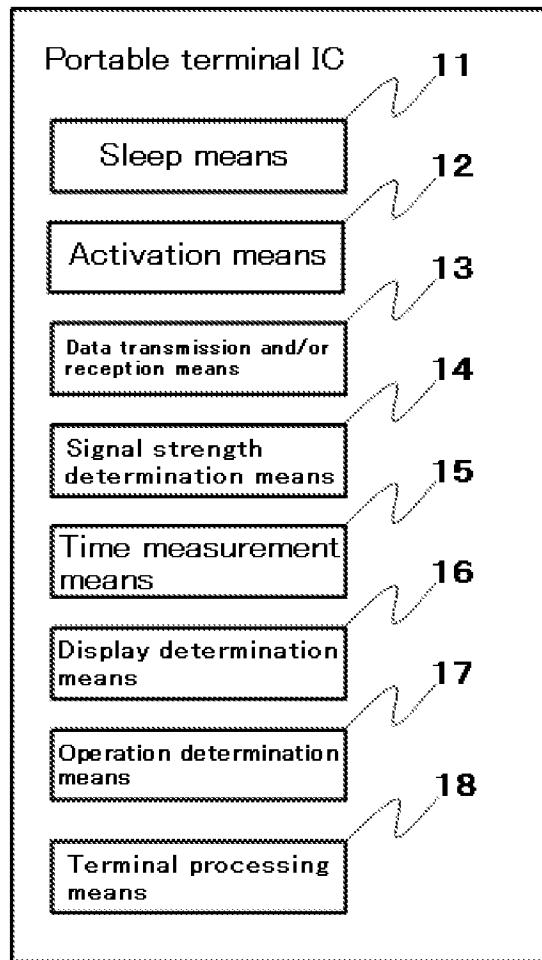 Portable terminal IC
11
Sleep means
12
Activation means
13
Data transmission and/or
reception means
14
Signal strength
determination means
15
Time measurement
means
16
Display determination
means
17
Operation determination
means
18
Terminal processing
means